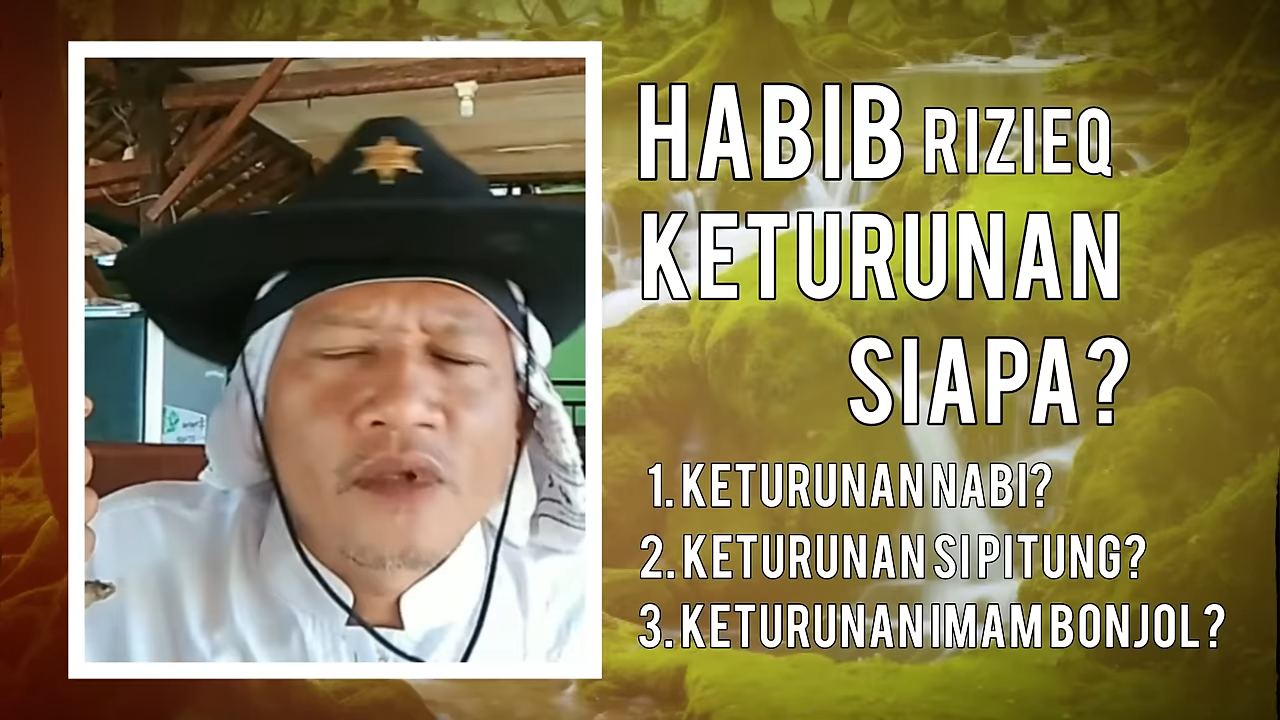 HABIB RIZIEQ
KETURUNAN
SIAPA?
1. KETURUNAN NABI?
2. KETURUNAN SI PITUNG?
3. KETURUNAN IMAM BONJOL?